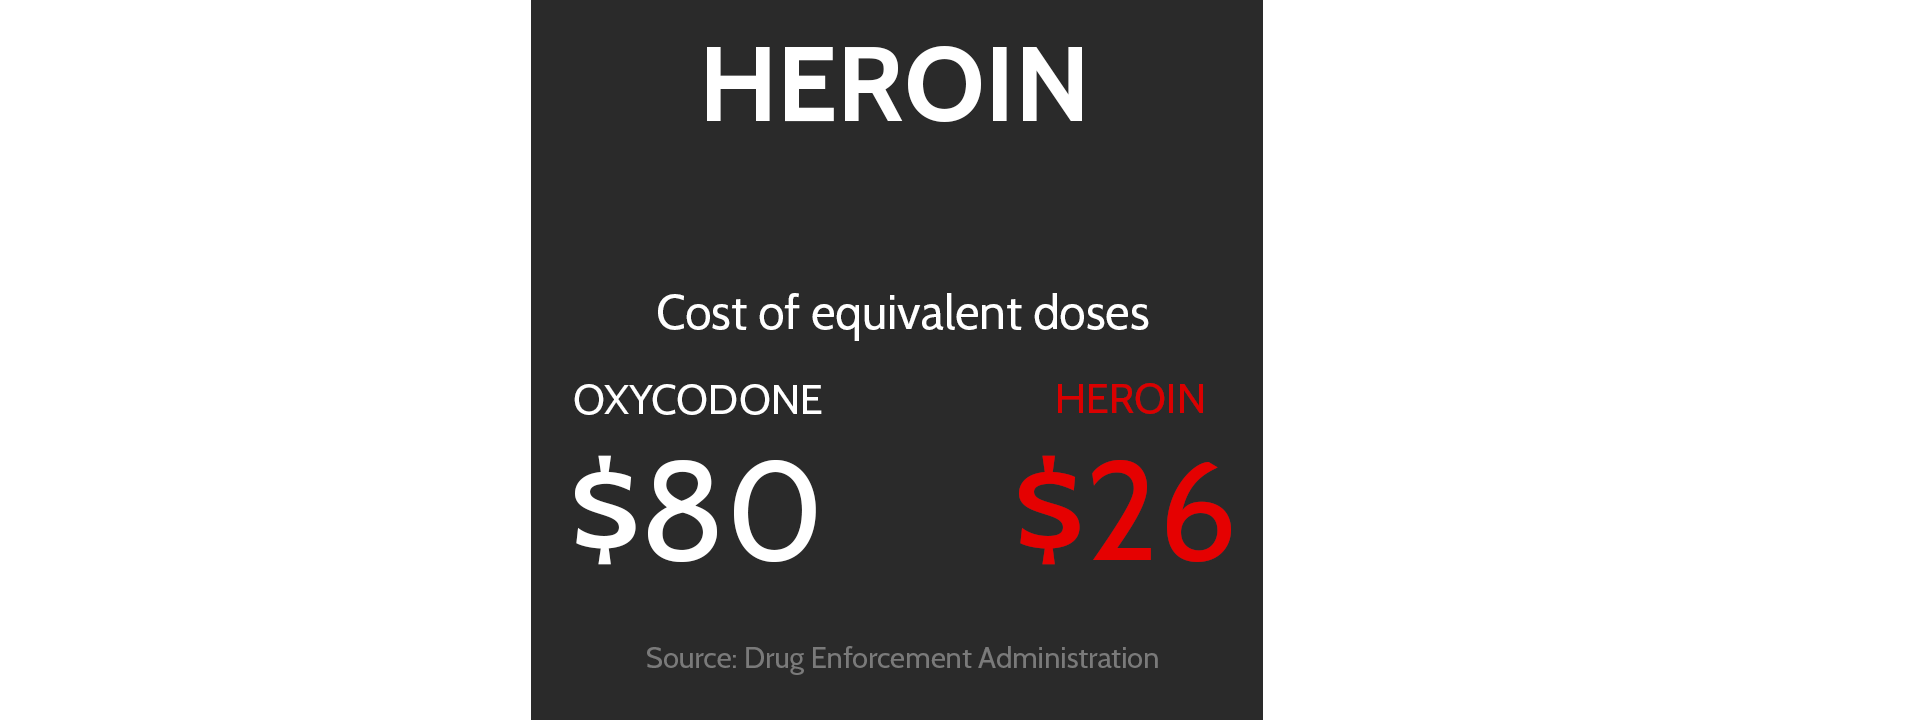 HEROIN
Cost of equivalent doses
OXYCODONE HEROIN
$80 $26
Source: Drug Enforcement Administration